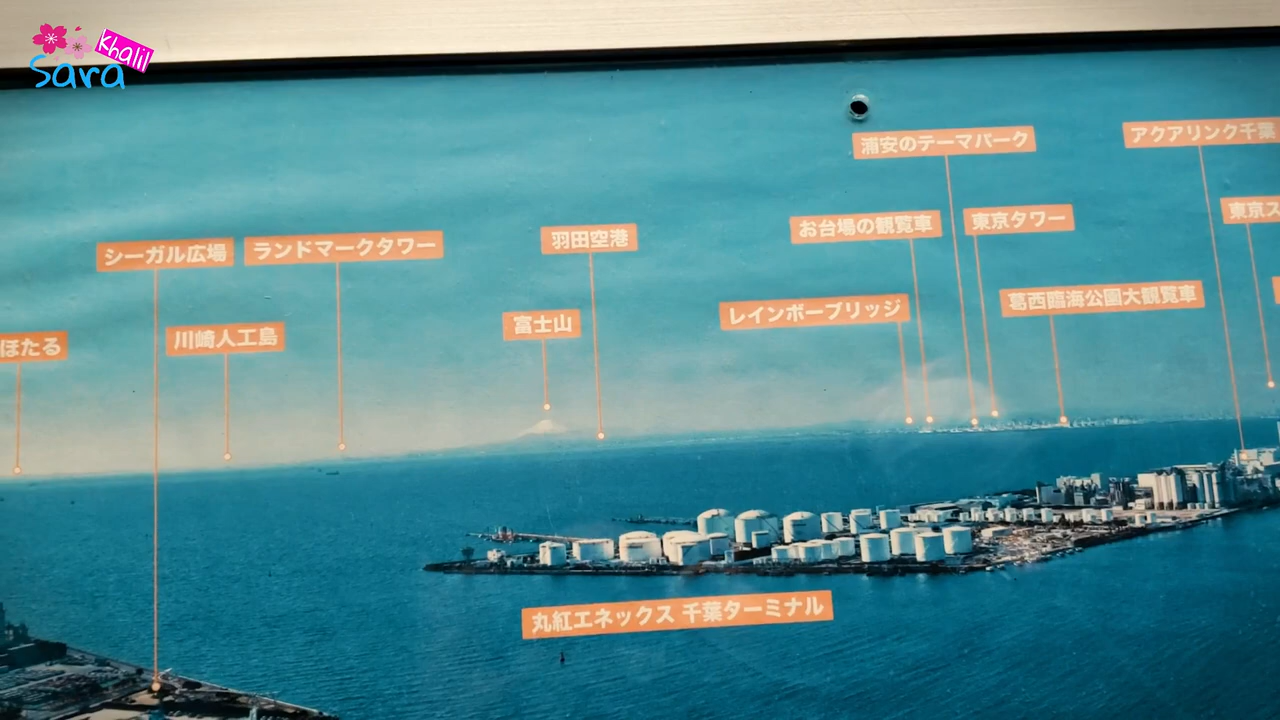 Sara
khalil
浦安のテーマパーク
アクアリンク千葉
お台場の観覧車
東京タワー
東京ス
シーガル広場
ランドマークタワー
羽田空港
レインボーブリッジ
葛西臨海公園大観覧車
ほたる
川崎人工島
富士山
丸紅エネックス 千葉ターミナル